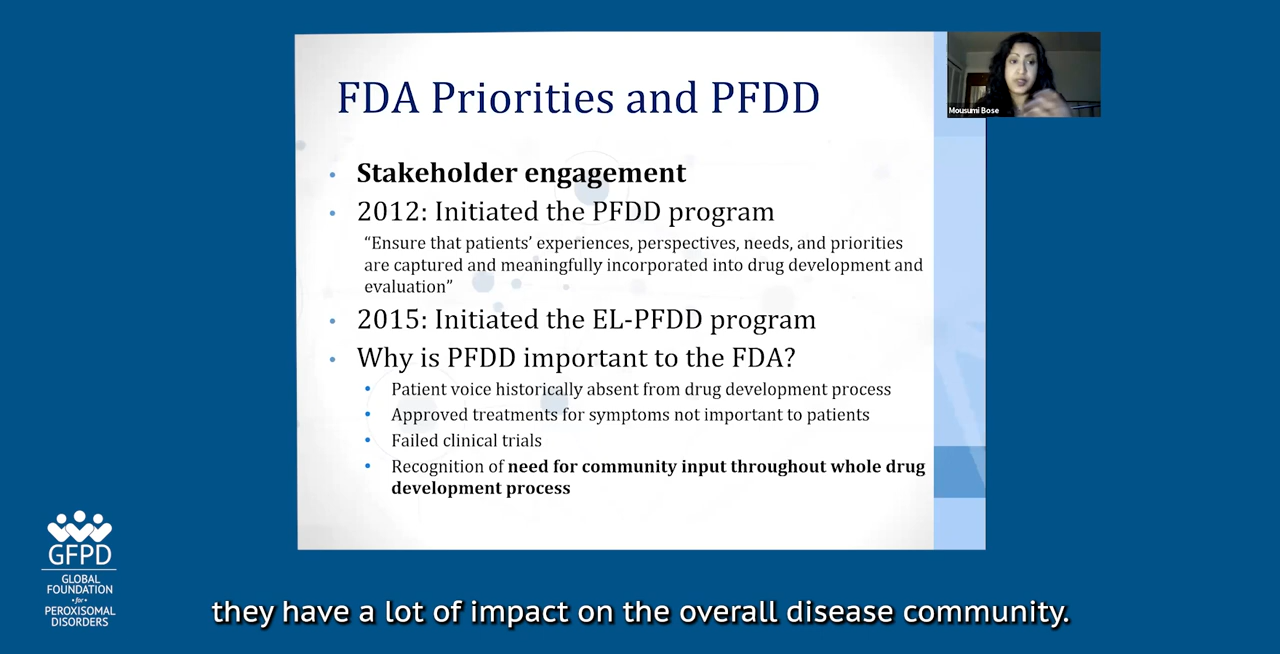 FDA Priorities and PFDD
Mousumi Bose
• Stakeholder engagement
• 2012: Initiated the PFDD program
“Ensure that patients’ experiences, perspectives, needs, and priorities
are captured and meaningfully incorporated into drug development and
evaluation”
• 2015: Initiated the EL-PFDD program
• Why is PFDD important to the FDA?
• Patient voice historically absent from drug development process
• Approved treatments for symptoms not important to patients
• Failed clinical trials
• Recognition of need for community input throughout whole drug
development process
GFPD
GLOBAL
FOUNDATION
• for •
PEROXISOMAL
DISORDERS
they have a lot of impact on the overall disease community.